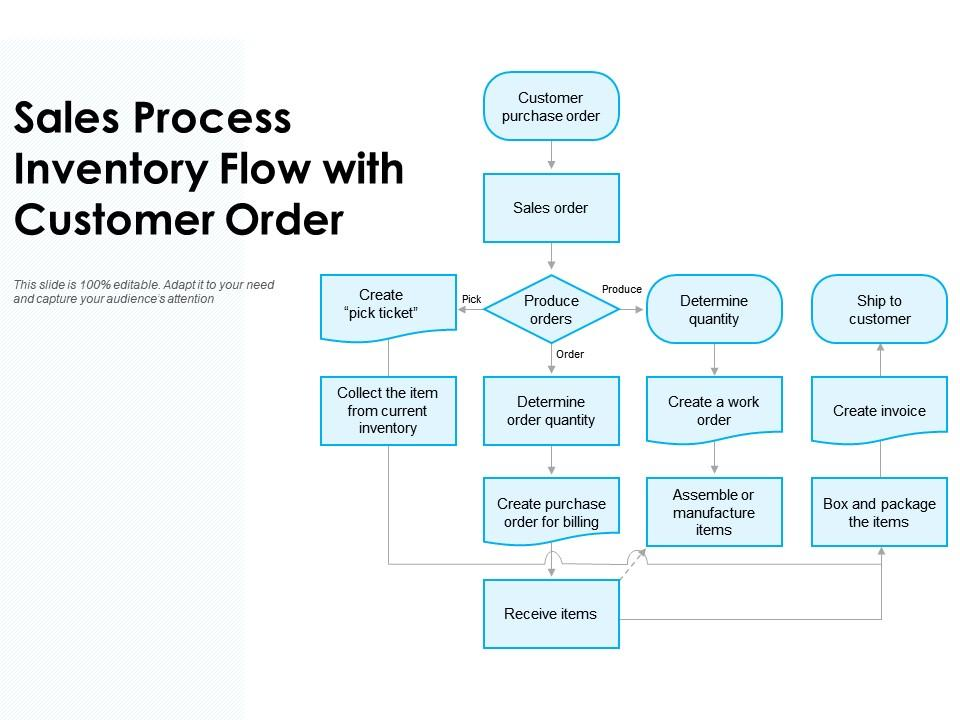 Sales Process
Inventory Flow with
Customer Order
This slide is 100% editable. Adapt it to your need
and capture your audience's attention
Customer
purchase order
Sales order
Create
“pick ticket”
Pick
Produce
orders
Produce
Determine
quantity
Ship to
customer
Order
Collect the item
from current
inventory
Determine
order quantity
Create a work
order
Create invoice
Create purchase
order for billing
Assemble or
manufacture
items
Box and package
the items
Receive items